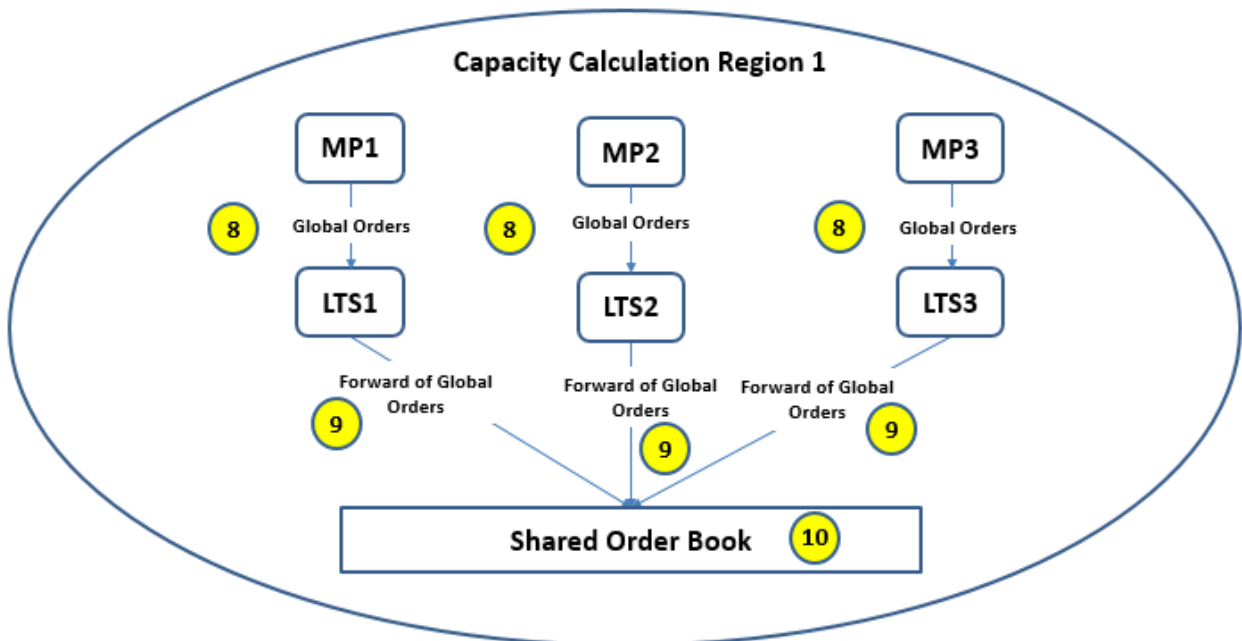 Capacity Calculation Region 1
MP1
MP2
MP3
8
Global Orders
8
Global Orders
8
Global Orders
LTS1
LTS2
LTS3
Forward of Global
Orders
9
Forward of Global
Orders
9
Forward of Global
Orders
9
Shared Order Book
10